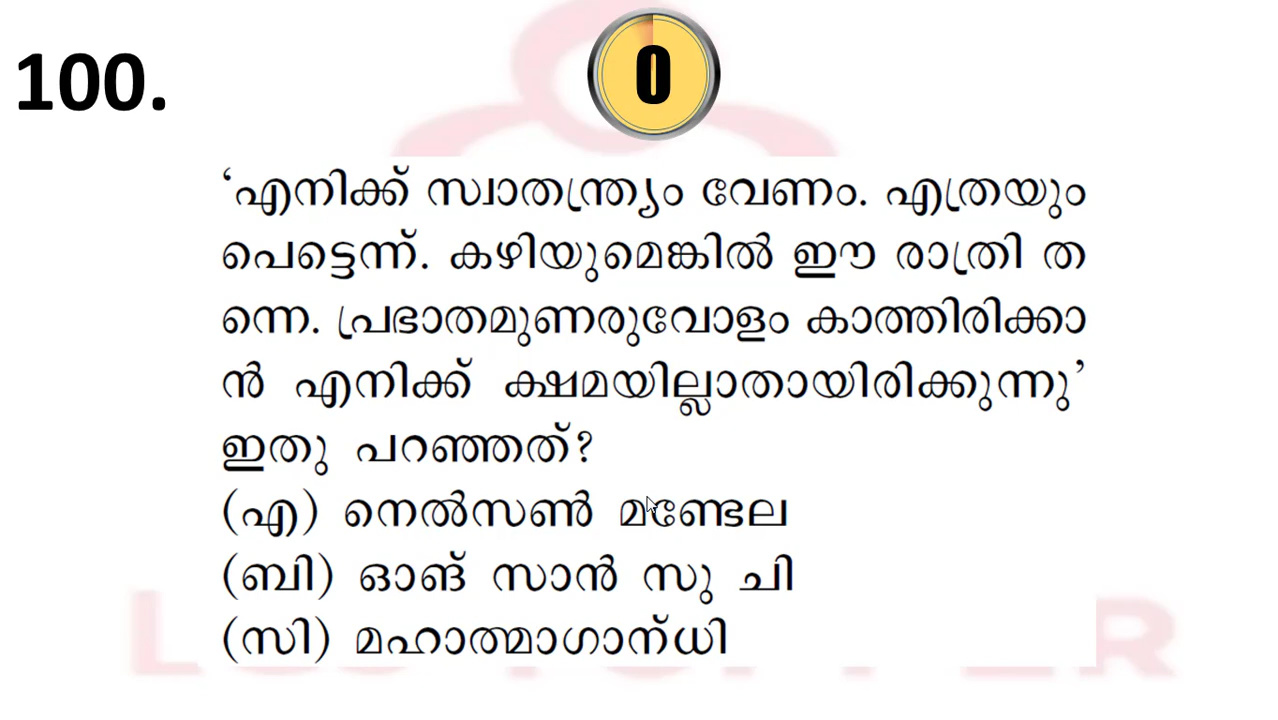 100.
0
‘എനിക്ക് സ്വാതന്ത്ര്യം വേണം. എത്രയും
പെട്ടെന്ന്. കഴിയുമെങ്കിൽ ഈ രാത്രി ത
ന്നെ. പ്രഭാതമുണരുവോളം കാത്തിരിക്കാ
ൻ എനിക്ക് ക്ഷമയില്ലാതായിരിക്കുന്നു’
ഇതു പറഞ്ഞത്?
(എ) നെൽസൺ മണ്ടേല
(ബി) ഓങ് സാൻ സു ചി
(സി) മഹാത്മാഗാന്ധി